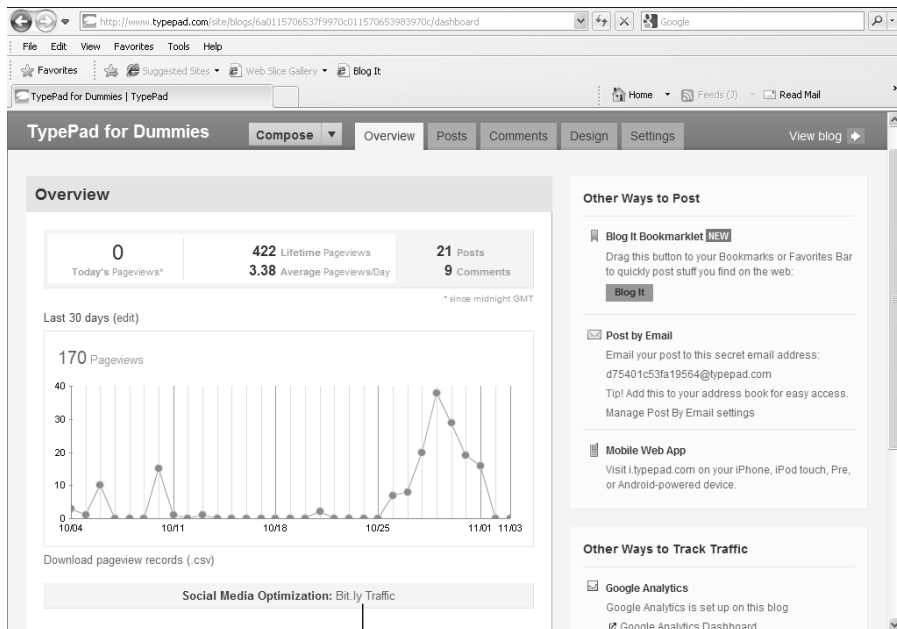 http://www.typepad.com/site/blogs/6a0115706537f9970c011570653983970c/dashboard
Google
File Edit View Favorites Tools Help
Favorites Suggested Sites Web Slice Gallery Blog It
TypePad for Dummies | TypePad
Home Feeds (J) Read Mail
TypePad for Dummies
Compose Overview Posts Comments Design Settings
View blog
Overview
0
Today's Pageviews*
422 Lifetime Pageviews
3.38 Average Pageviews/Day
21 Posts
9 Comments
* since midnight GMT
Last 30 days (edit)
170 Pageviews
40
30
20
10
0
10/04 10/11 10/18 10/25 11/01 11/03
Download pageview records (.csv)
Social Media Optimization: Bit.ly Traffic
Other Ways to Post
Blog It Bookmarklet NEW
Drag this button to your Bookmarks or Favorites Bar
to quickly post stuff you find on the web:
Blog It
Post by Email
Email your post to this secret email address:
d75401c53fa19564@typepad.com
Tip! Add this to your address book for easy access.
Manage Post By Email settings
Mobile Web App
Visit i.typepad.com on your iPhone, iPod touch, Pre,
or Android-powered device.
Other Ways to Track Traffic
Google Analytics
Google Analytics is set up on this blog
Google Analytics Dashboard